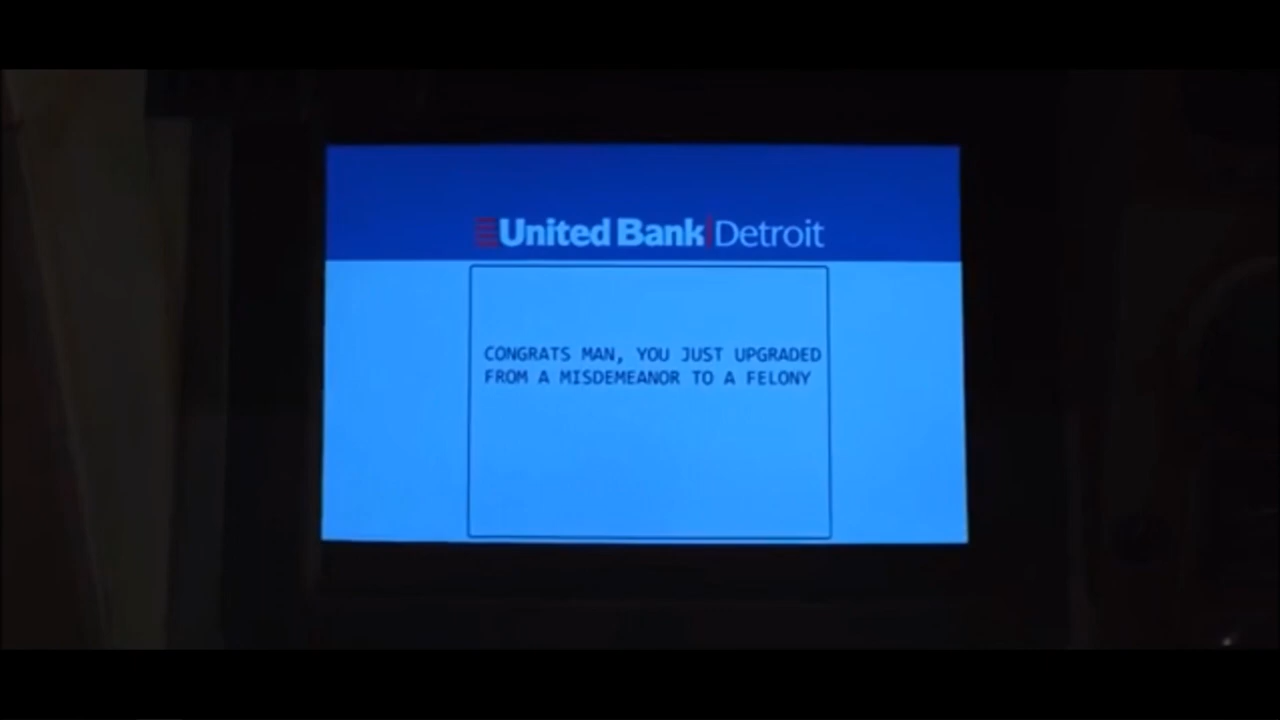 United Bank Detroit
CONGRATS MAN, YOU JUST UPGRADED
FROM A MISDEMEANOR TO A FELONY